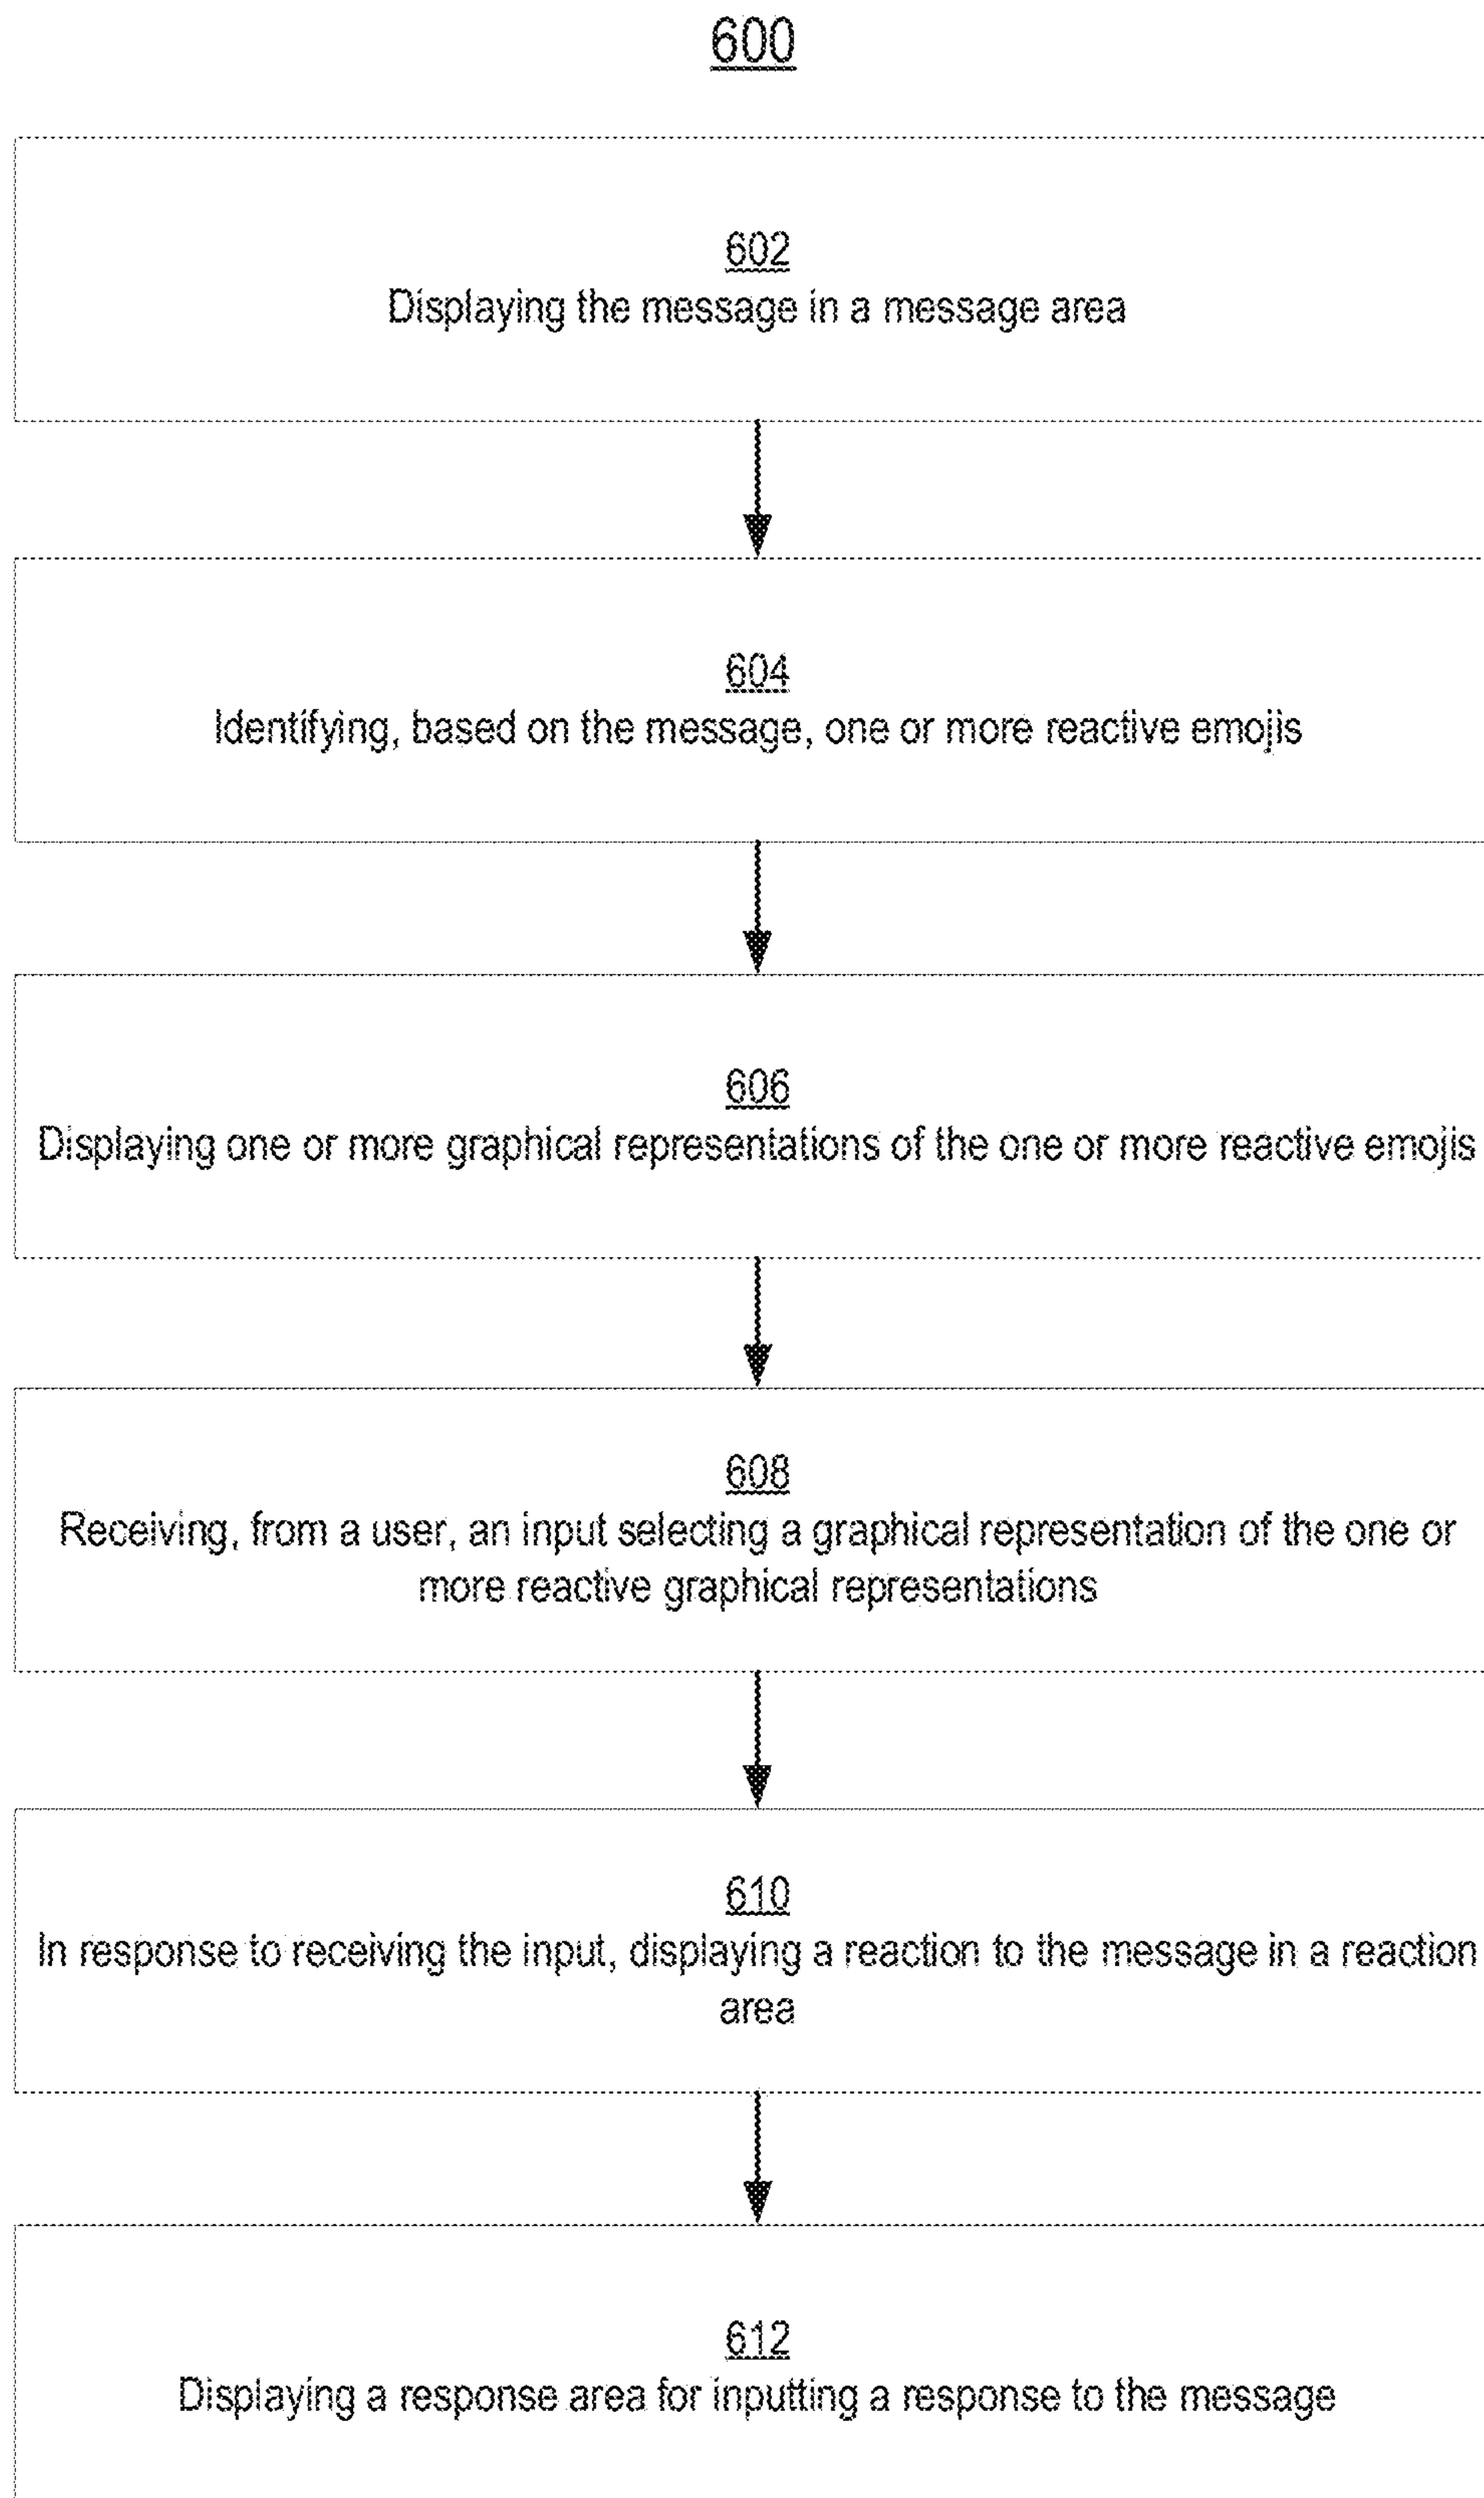 600
602
Displaying the message in a message area
604
Identifying, based on the message, one or more reactive emojis
606
Displaying one or more graphical representations of the one or more reactive emojis
608
Receiving, from a user, an input selecting a graphical representation of the one or
more reactive graphical representations
610
In response to receiving the input, displaying a reaction to the message in a reaction
area
612
Displaying a response area for inputting a response to the message